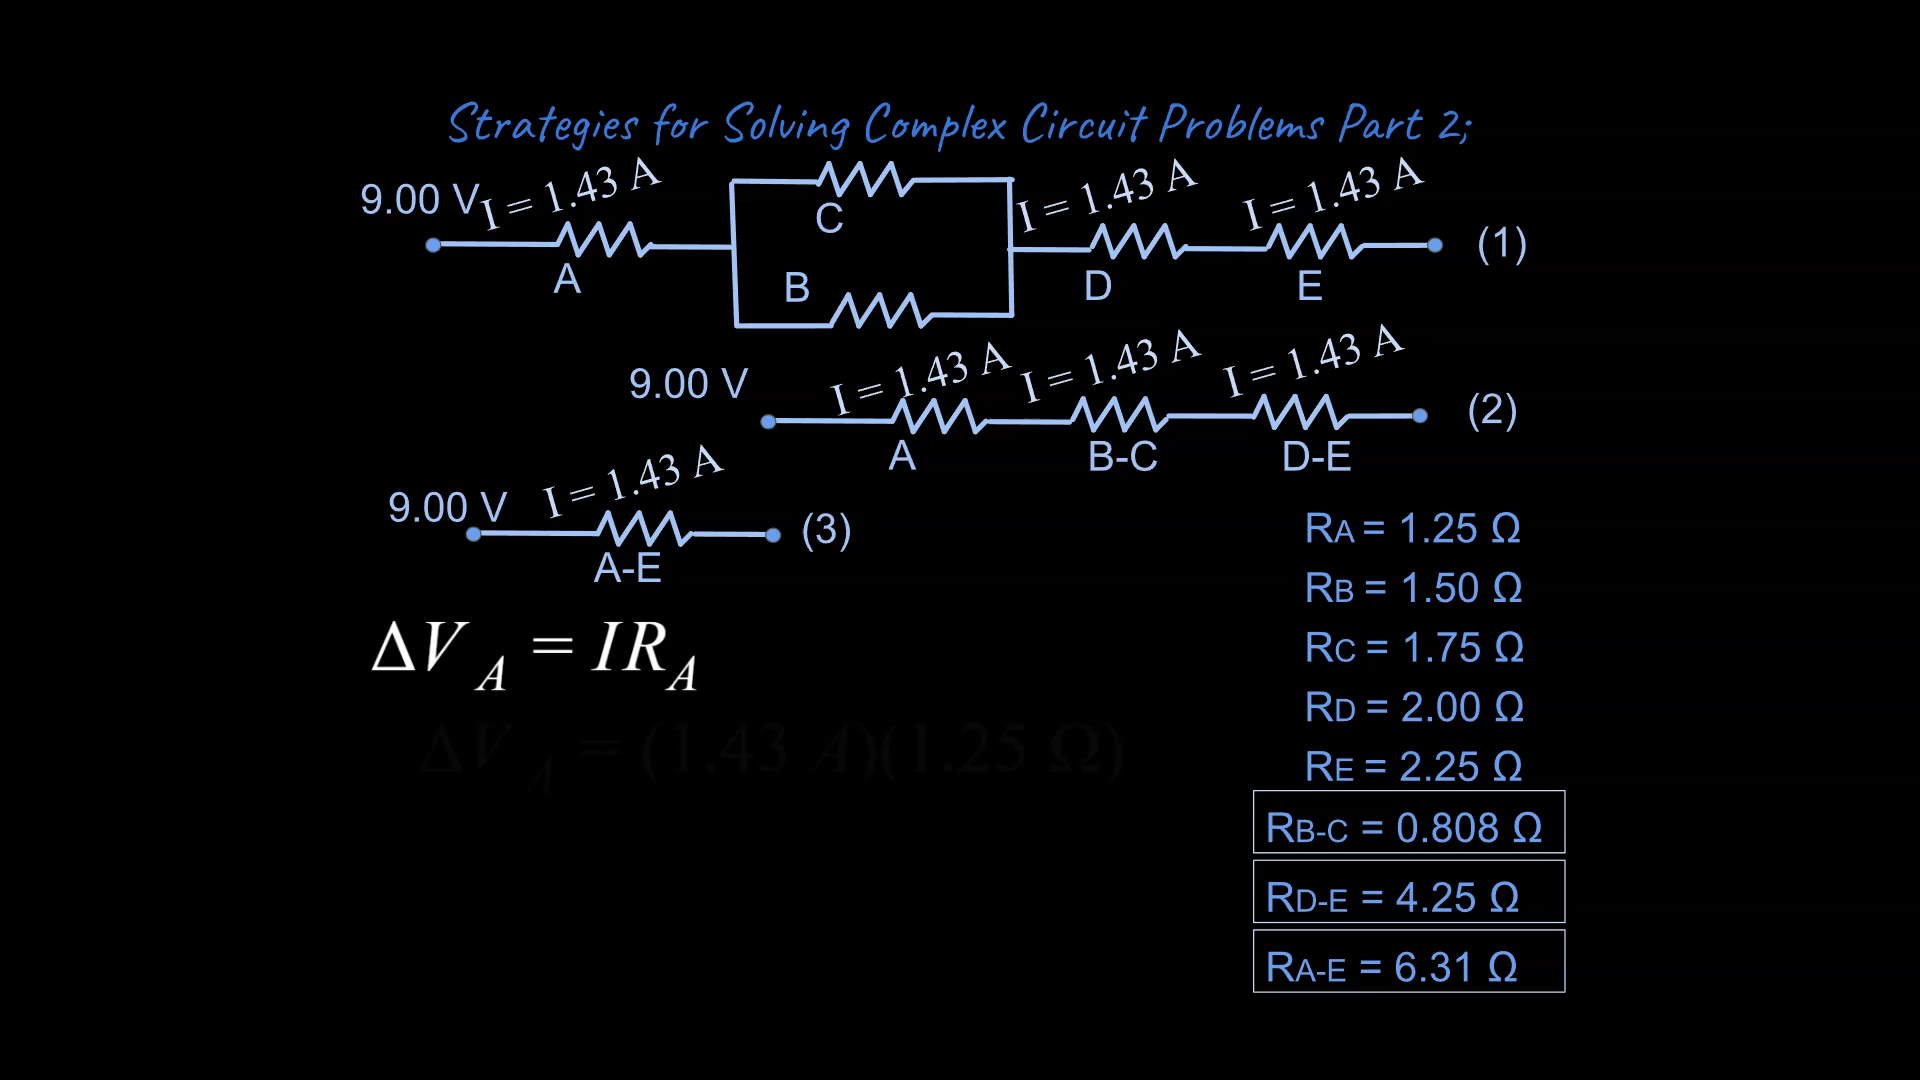 Strategies for Solving Complex Circuit Problems Part 2;
9.00 V
I = 1.43 A
I = 1.43 A
I = 1.43 A
C
A
B
D
E
(1)
9.00 V
I = 1.43 A
I = 1.43 A
I = 1.43 A
A
B-C
D-E
(2)
9.00 V
I = 1.43 A
A-E
(3)
ΔV A = IR A
ΔV A = (1.43 A)(1.25 Ω)
RA = 1.25 Ω
RB = 1.50 Ω
RC = 1.75 Ω
RD = 2.00 Ω
RE = 2.25 Ω
RB-C = 0.808 Ω
RD-E = 4.25 Ω
RA-E = 6.31 Ω